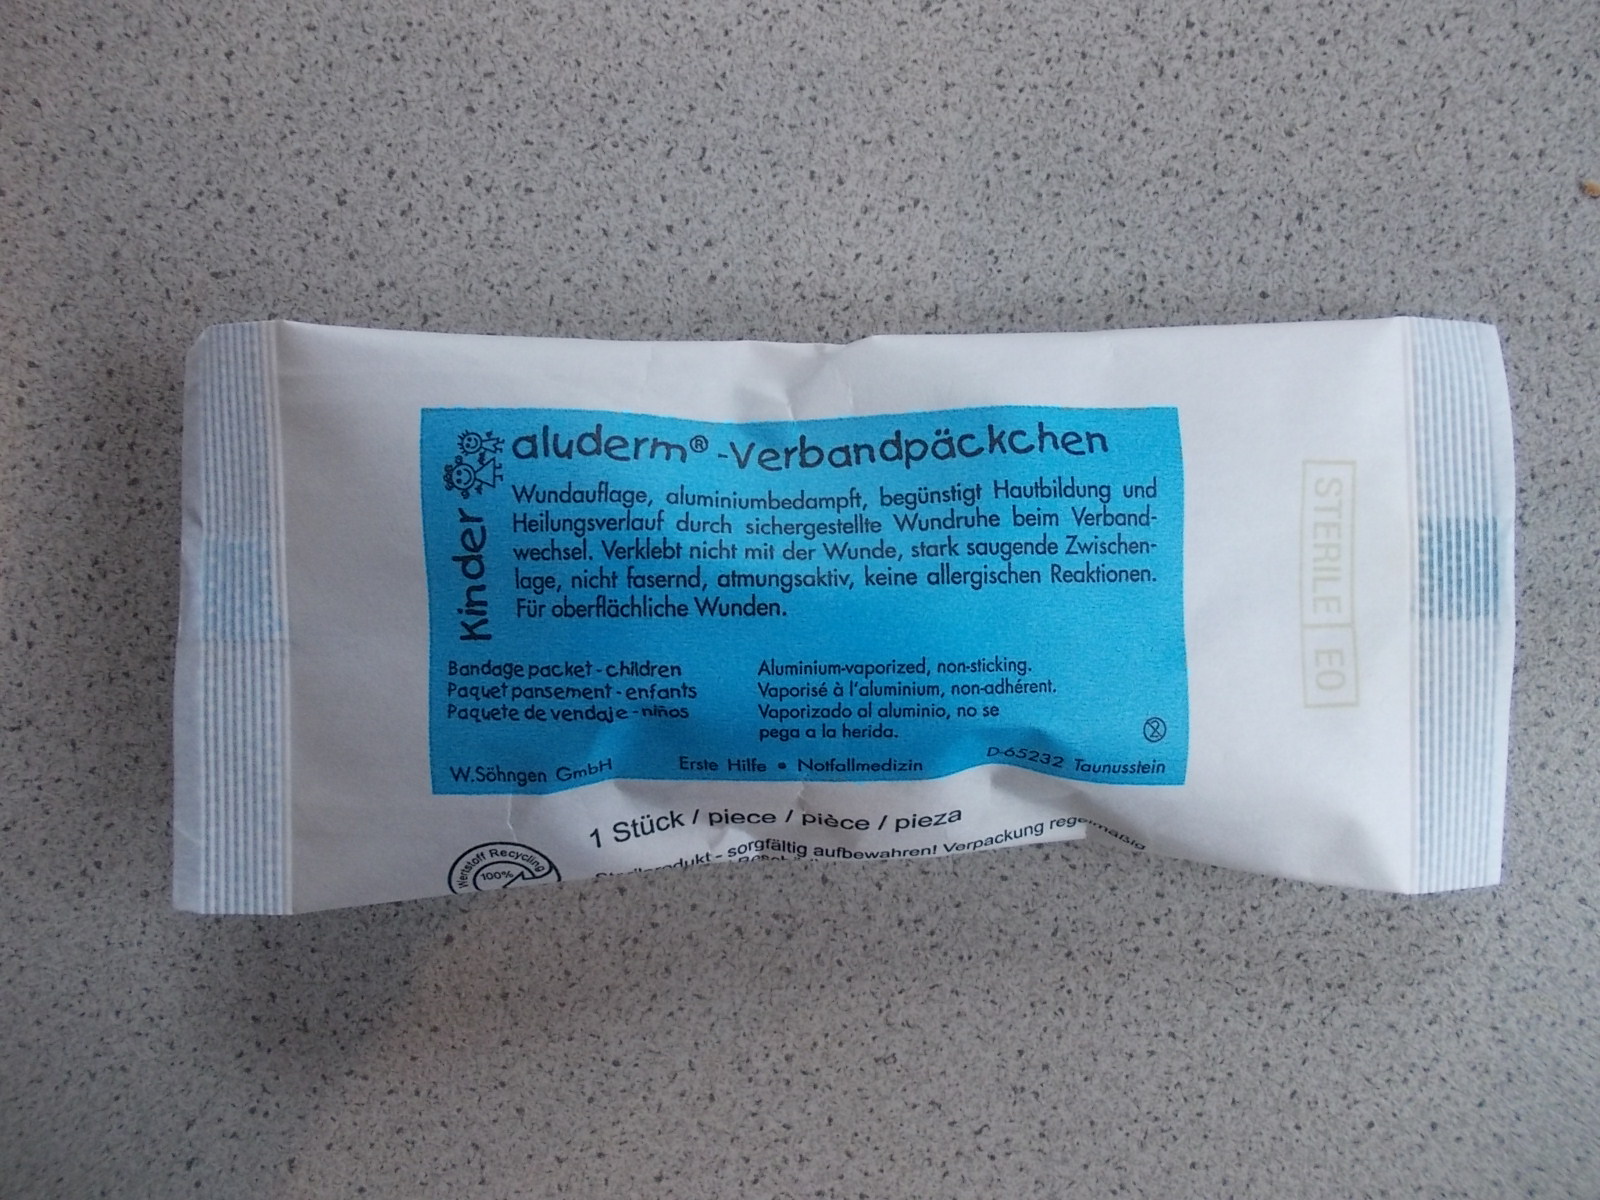 kinder
aluderm®-Verbandpäckchen
Wundauflage, aluminiumbedampft, begünstigt Hautbildung und
Heilungsverlauf durch sichergestellte Wundruhe beim Verband-
wechsel. Verklebt nicht mit der Wunde, stark saugende Zwischen-
lage, nicht fasernd, atmungsaktiv, keine allergischen Reaktionen.
Für oberflächliche Wunden.
Bandage packet - children
Paquet pansement - enfants
Paquete de vendaje - niños
Aluminium-vaporized, non-sticking.
Vaporisé à l'aluminium, non-adhérent.
Vaporizado al aluminio, no se
pega a la herida.
2
W.Söhngen GmbH Erste Hilfe • Notfallmedizin D-65232 Taunusstein
1 Stück / piece / pièce / pieza
- sorgfältig aufbewahren! Verpackung regelmäßig
Wertstoff Recycling
100%
STERILE EO